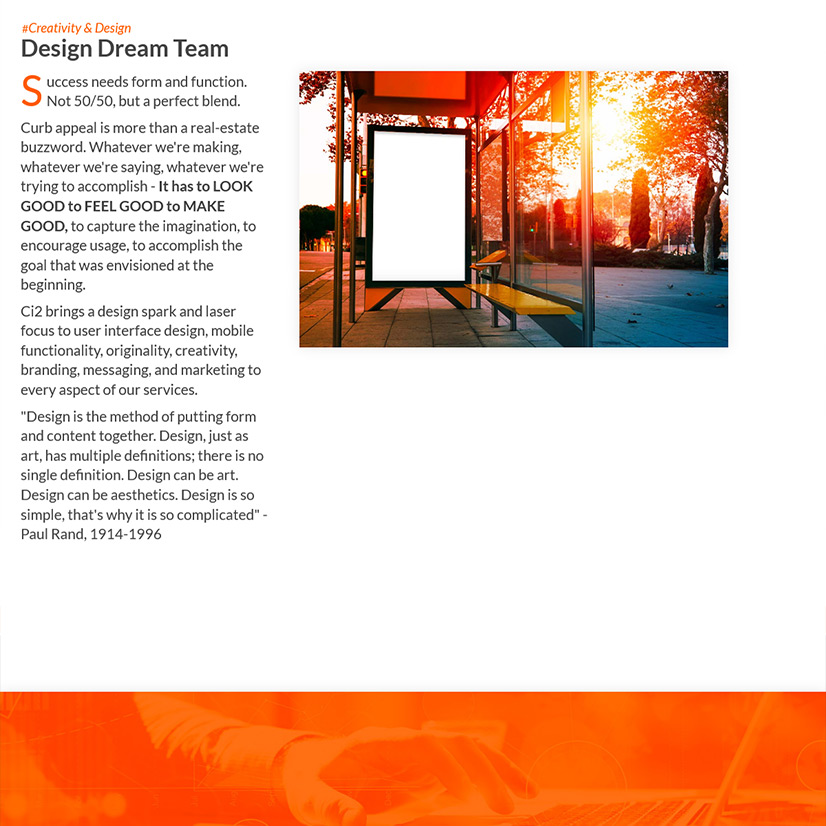 #Creativity & Design
Design Dream Team
Success needs form and function.
Not 50/50, but a perfect blend.
Curb appeal is more than a real-estate
buzzword. Whatever we're making,
whatever we're saying, whatever we're
trying to accomplish - It has to LOOK
GOOD to FEEL GOOD to MAKE
GOOD, to capture the imagination, to
encourage usage, to accomplish the
goal that was envisioned at the
beginning.
Ci2 brings a design spark and laser
focus to user interface design, mobile
functionality, originality, creativity,
branding, messaging, and marketing to
every aspect of our services.
"Design is the method of putting form
and content together. Design, just as
art, has multiple definitions; there is no
single definition. Design can be art.
Design can be aesthetics. Design is so
simple, that's why it is so complicated" -
Paul Rand, 1914-1996